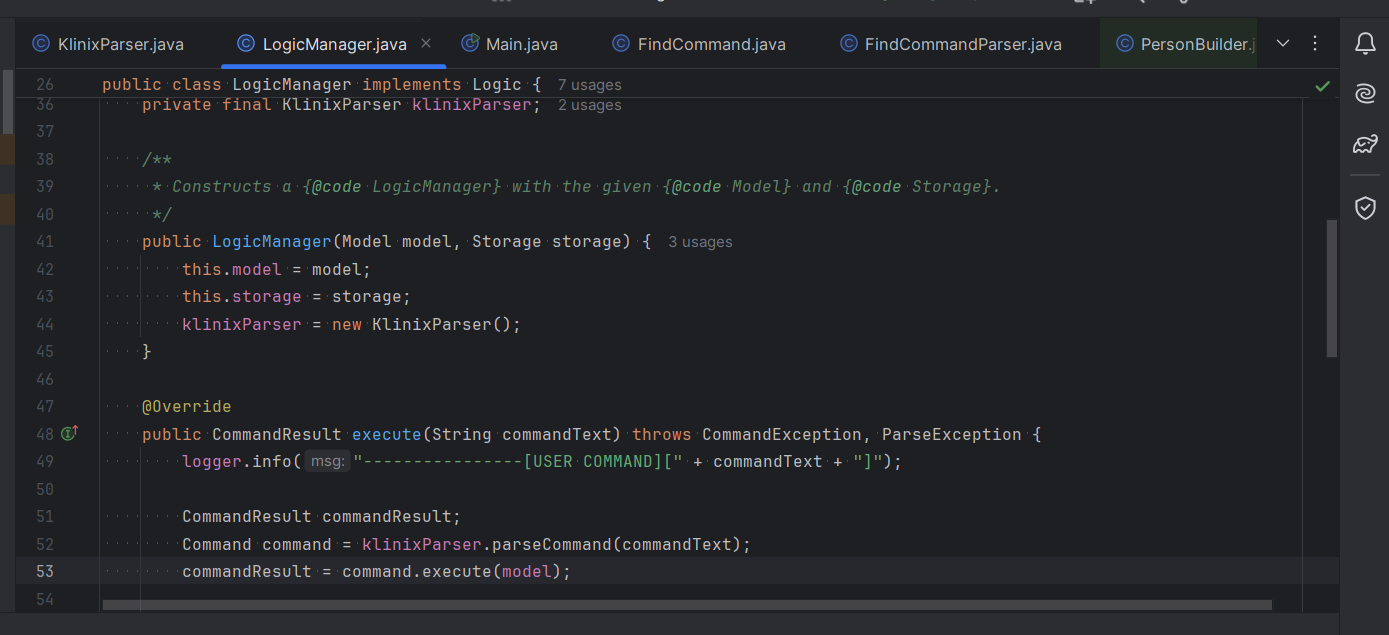 KlinixParser.java LogicManager.java Main.java FindCommand.java FindCommandParser.java PersonBuilder.j
26 public class LogicManager implements Logic { 7 usages
36 private final KlinixParser klinixParser; 2 usages
37
38 /**
39 * Constructs a {@code LogicManager} with the given {@code Model} and {@code Storage}.
40 */
41 public LogicManager(Model model, Storage storage) { 3 usages
42 this.model = model;
43 this.storage = storage;
44 klinixParser = new KlinixParser();
45 }
46
47 @Override
48 public CommandResult execute(String commandText) throws CommandException, ParseException {
49 logger.info( msg: "----------------[USER COMMAND][" + commandText + "]");
50
51 CommandResult commandResult;
52 Command command = klinixParser.parseCommand(commandText);
53 commandResult = command.execute(model);
54